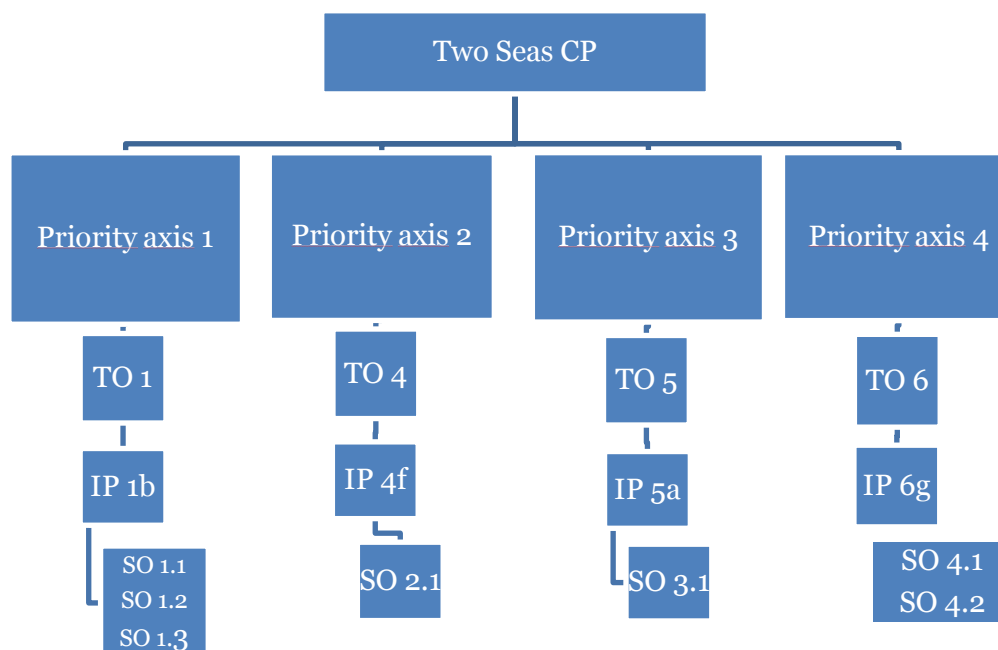 Two Seas CP
Priority axis 1
Priority axis 2
Priority axis 3
Priority axis 4
TO 1
TO 4
TO 5
TO 6
IP 1b
IP 4f
IP 5a
IP 6g
SO 1.1
SO 1.2
SO 1.3
SO 2.1
SO 3.1
SO 4.1
SO 4.2